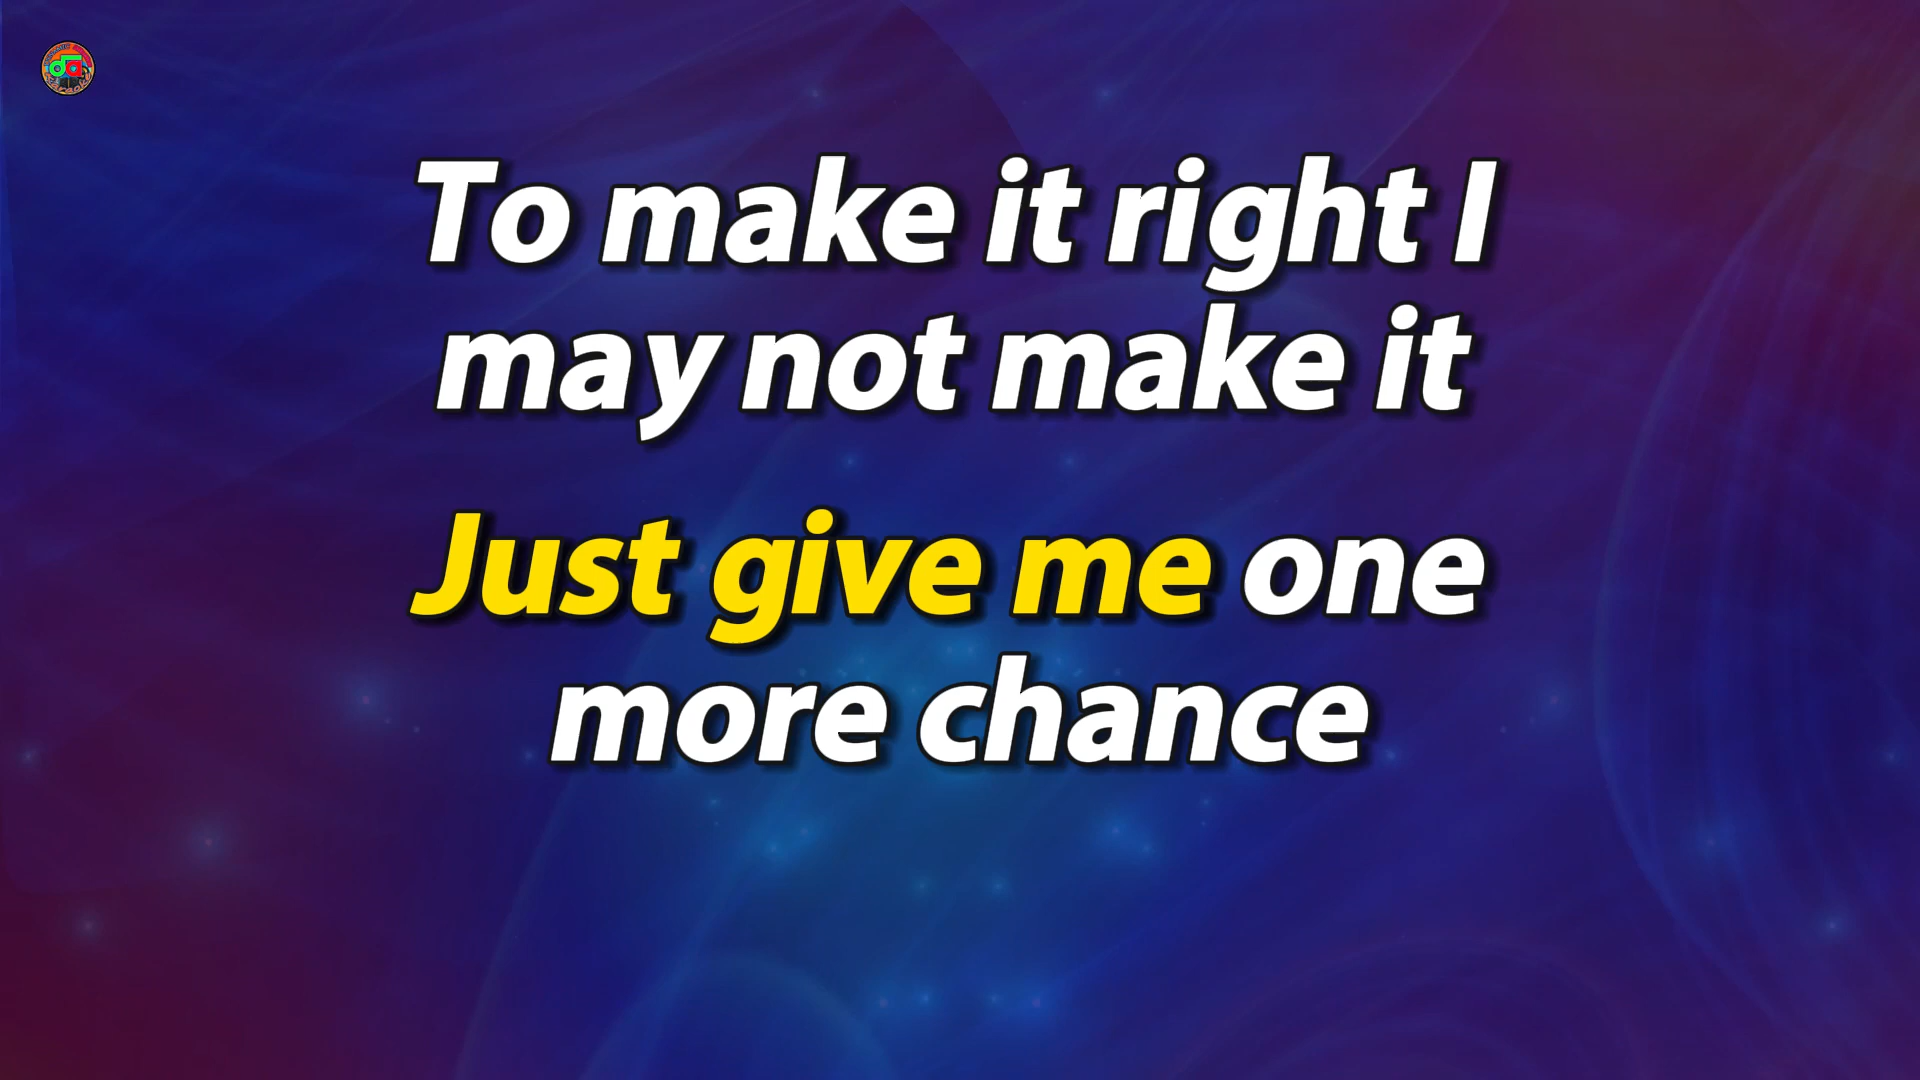 To make it right I
may not make it
Just give me one
more chance